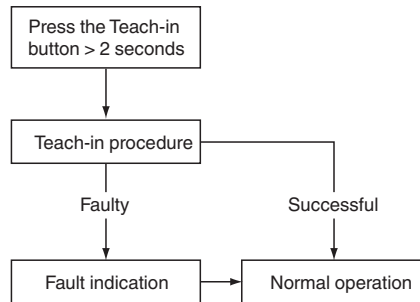 Press the Teach-in
button > 2 seconds
Teach-in procedure
Faulty
Successful
Fault indication
Normal operation